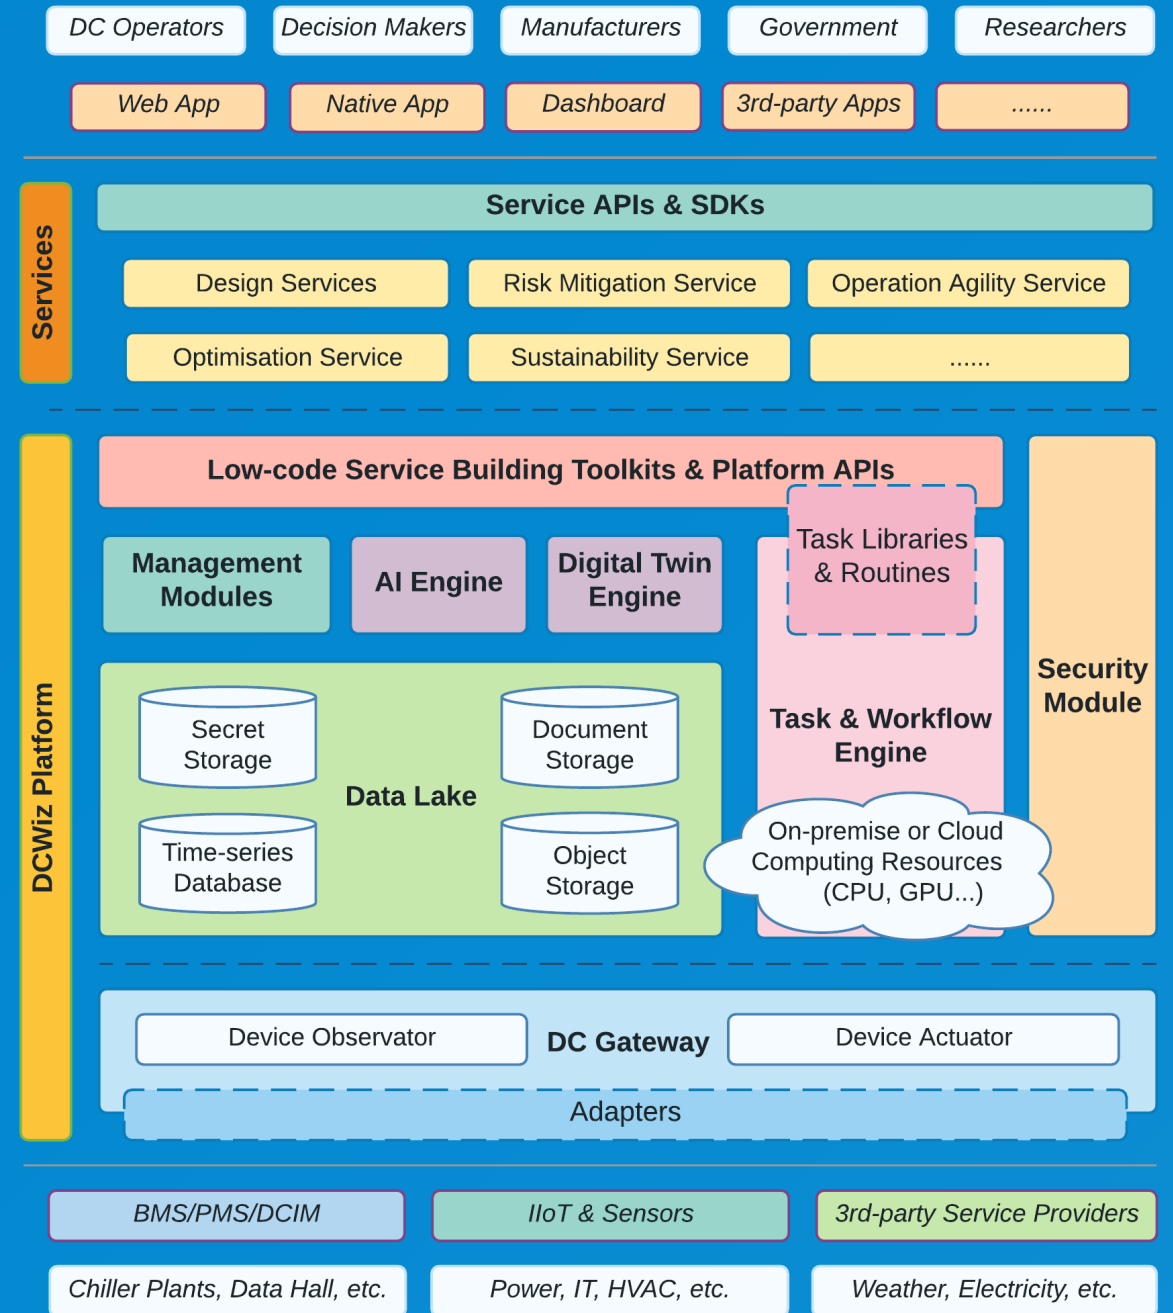 DC Operators
Decision Makers
Manufacturers
Government
Researchers
Web App
Native App
Dashboard
3rd-party Apps
......
Services
Service APIs & SDKs
Design Services
Risk Mitigation Service
Operation Agility Service
Optimisation Service
Sustainability Service
......
DCWiz Platform
Low-code Service Building Toolkits & Platform APIs
Management
Modules
AI Engine
Digital Twin
Engine
Task Libraries
& Routines
Task & Workflow
Engine
On-premise or Cloud
Computing Resources
(CPU, GPU...)
Security
Module
Secret
Storage
Document
Storage
Data Lake
Time-series
Database
Object
Storage
Device Observator
DC Gateway
Device Actuator
Adapters
BMS/PMS/DCIM
IIoT & Sensors
3rd-party Service Providers
Chiller Plants, Data Hall, etc.
Power, IT, HVAC, etc.
Weather, Electricity, etc.